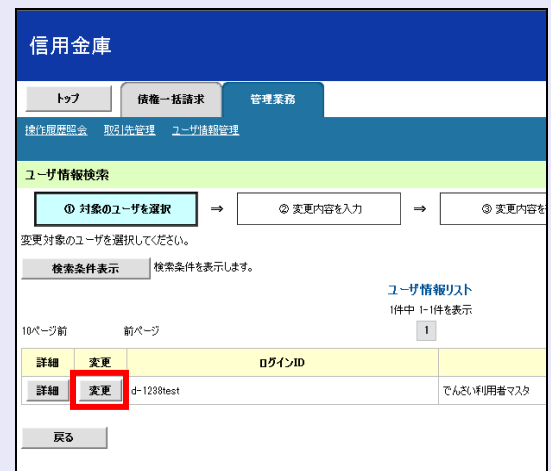 信用金庫
トップ 債権一括請求 管理業務
操作履歴照会 取引先管理 ユーザ情報管理
ユーザ情報検索
① 対象のユーザを選択 ⇒ ② 変更内容を入力 ⇒ ③ 変更内容を
変更対象のユーザを選択してください。
検索条件表示 検索条件を表示します。
ユーザ情報リスト
1件中 1-1件を表示
10ページ前 前ページ 1
詳細 変更 ログインID
詳細 変更 d-1238test でんさい利用者マスタ
戻る